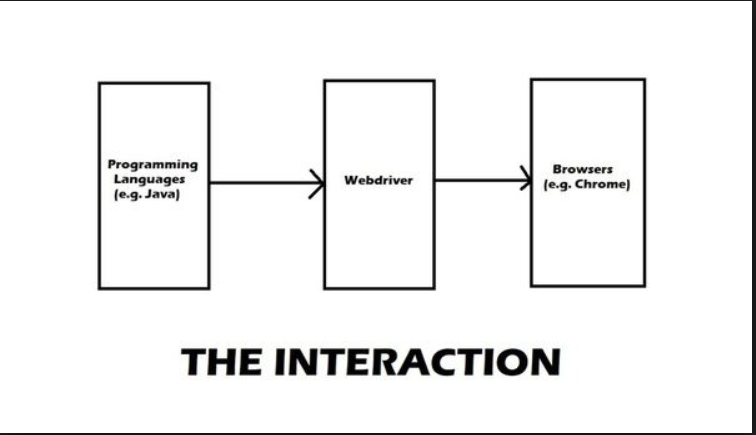 Programming
Languages
(e.g. Java)
Webdriver
Browsers
(e.g. Chrome)
THE INTERACTION